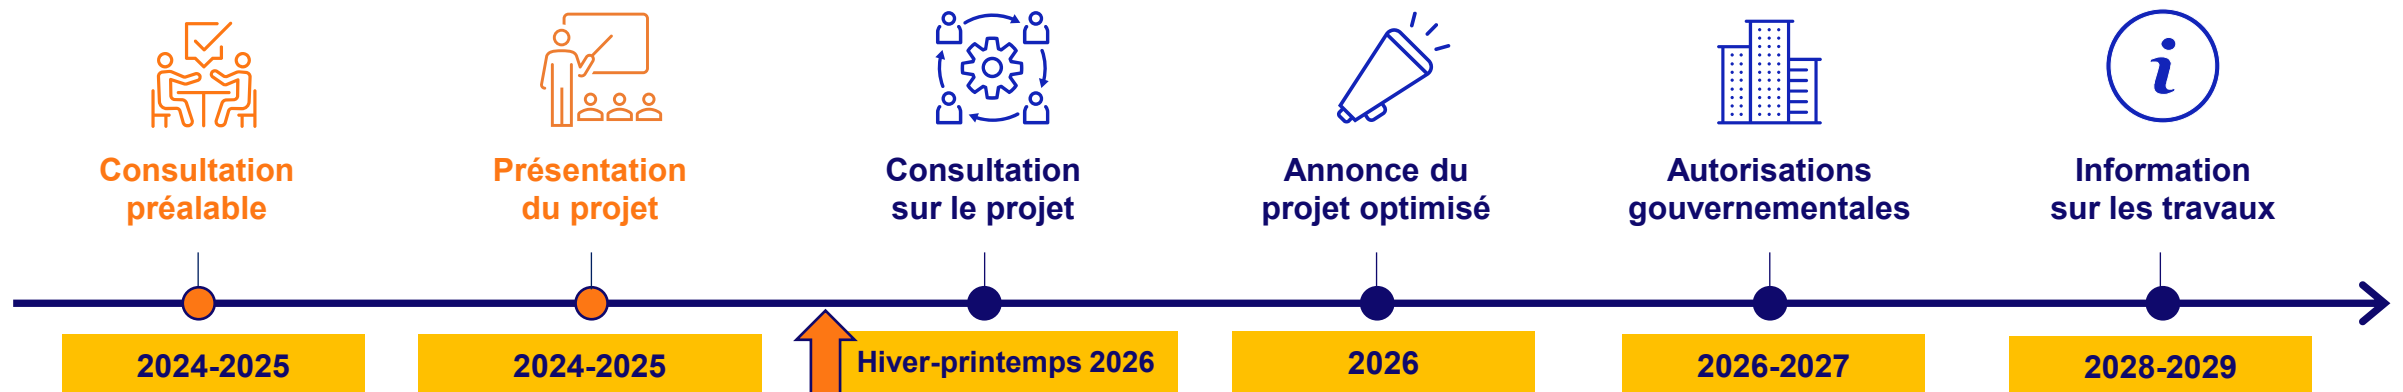 Consultation
préalable
Présentation
du projet
Consultation
sur le projet
Annonce du
projet optimisé
Autorisations
gouvernementales
Information
sur les travaux
2024-2025
2024-2025
Hiver-printemps 2026
2026
2026-2027
2028-2029